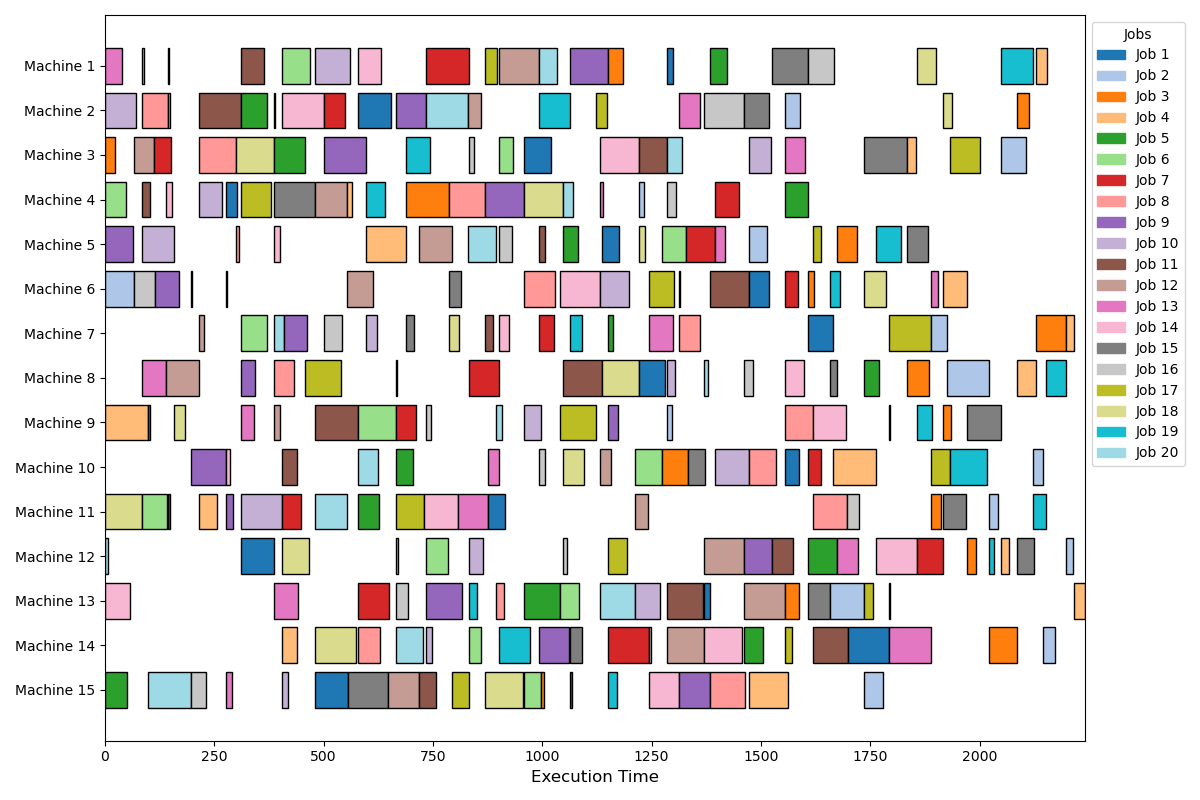 Machine 1
Machine 2
Machine 3
Machine 4
Machine 5
Machine 6
Machine 7
Machine 8
Machine 9
Machine 10
Machine 11
Machine 12
Machine 13
Machine 14
Machine 15
0 250 500 750 1000 1250 1500 1750 2000
Execution Time
Jobs
Job 1
Job 2
Job 3
Job 4
Job 5
Job 6
Job 7
Job 8
Job 9
Job 10
Job 11
Job 12
Job 13
Job 14
Job 15
Job 16
Job 17
Job 18
Job 19
Job 20